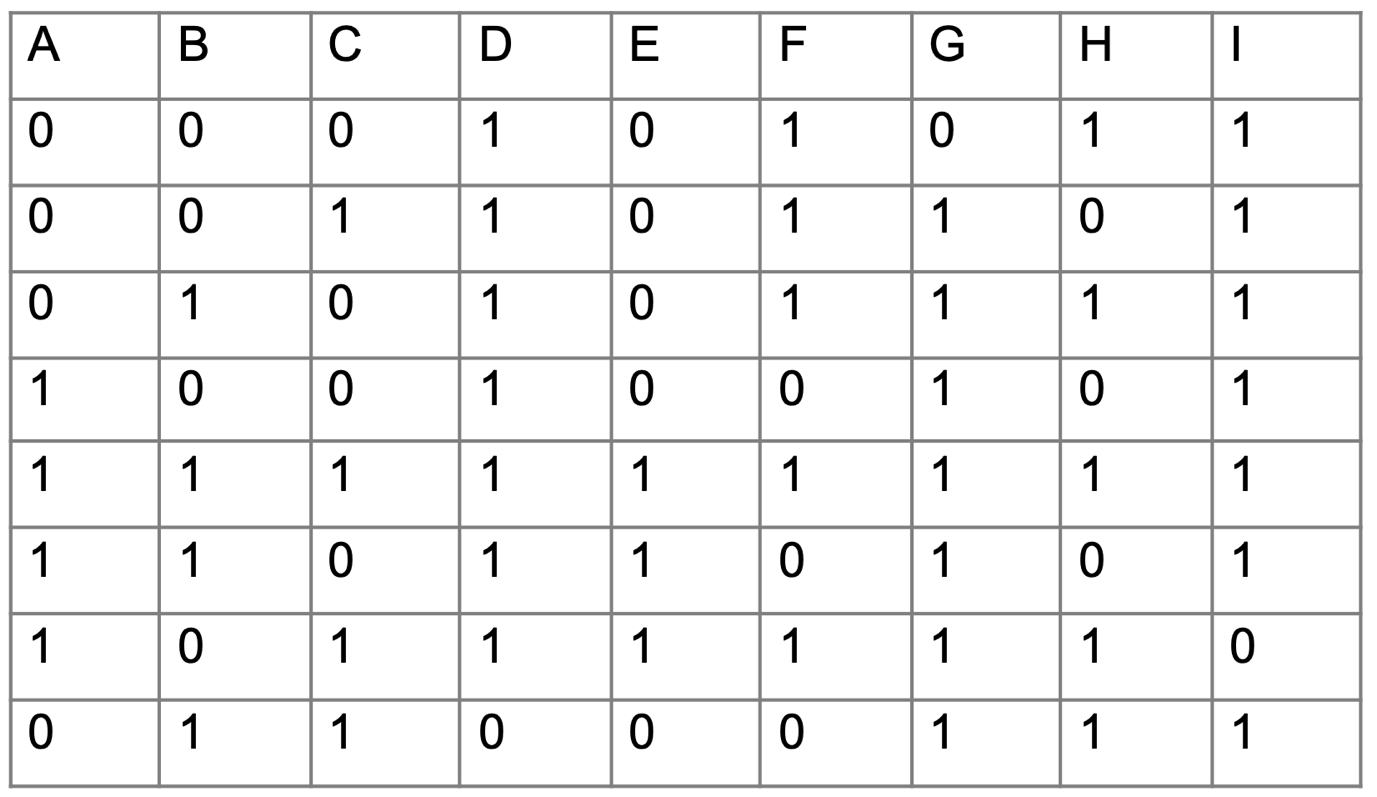 A B C D E F G H I
0 0 0 1 0 1 0 1 1
0 0 1 1 0 1 1 0 1
0 1 0 1 0 1 1 1 1
1 0 0 1 0 0 1 0 1
1 1 1 1 1 1 1 1 1
1 1 0 1 1 0 1 0 1
1 0 1 1 1 1 1 1 0
0 1 1 0 0 0 1 1 1